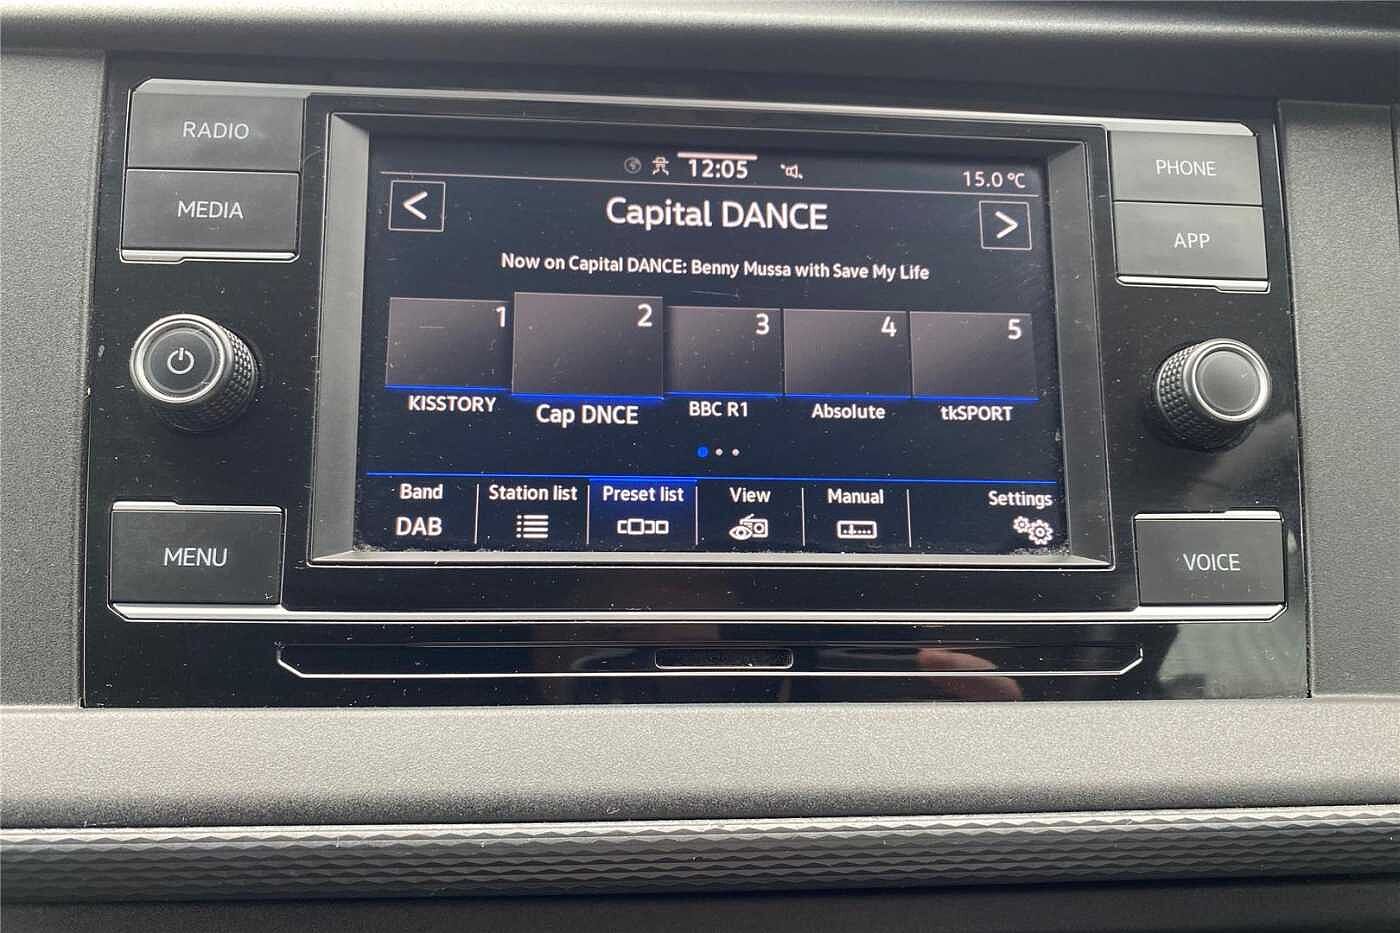 RADIO
MEDIA
MENU
PHONE
APP
VOICE
12:05
15.0 °C
<
Capital DANCE
>
Now on Capital DANCE: Benny Mussa with Save My Life
1 2 3 4 5
KISSTORY Cap DNCE BBC R1 Absolute tkSPORT
Band Station list Preset list View Manual Settings
DAB